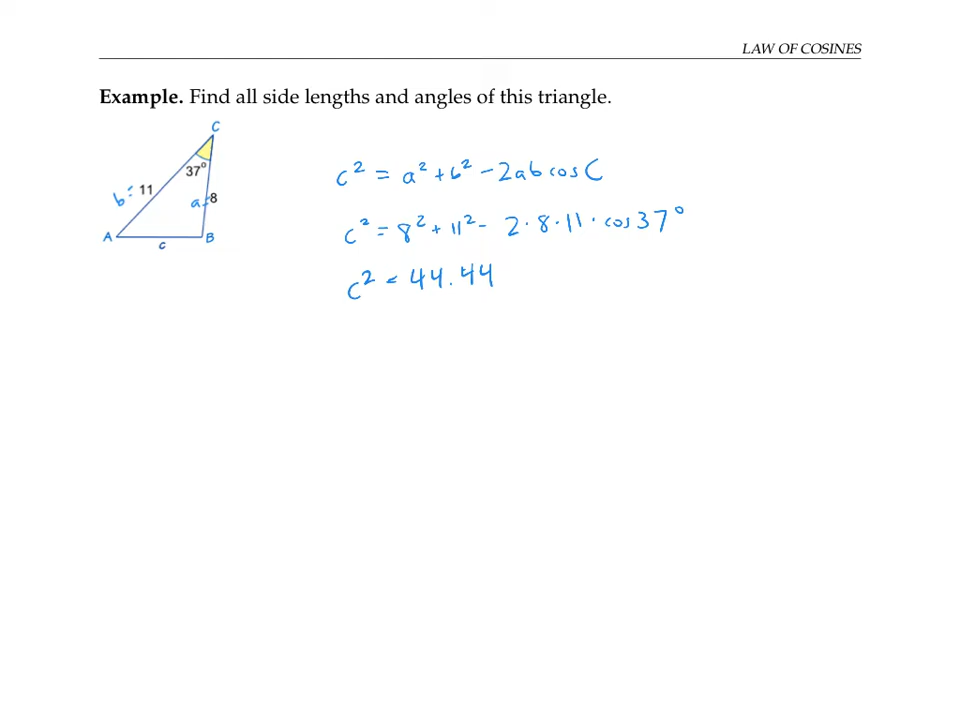 LAW OF COSINES
Example. Find all side lengths and angles of this triangle.
C
37°
b = 11
a = 8
A
B
c
c² = a² + b² − 2ab cos C
c² = 8² + 11² − 2·8·11·cos 37°
c² = 44.44